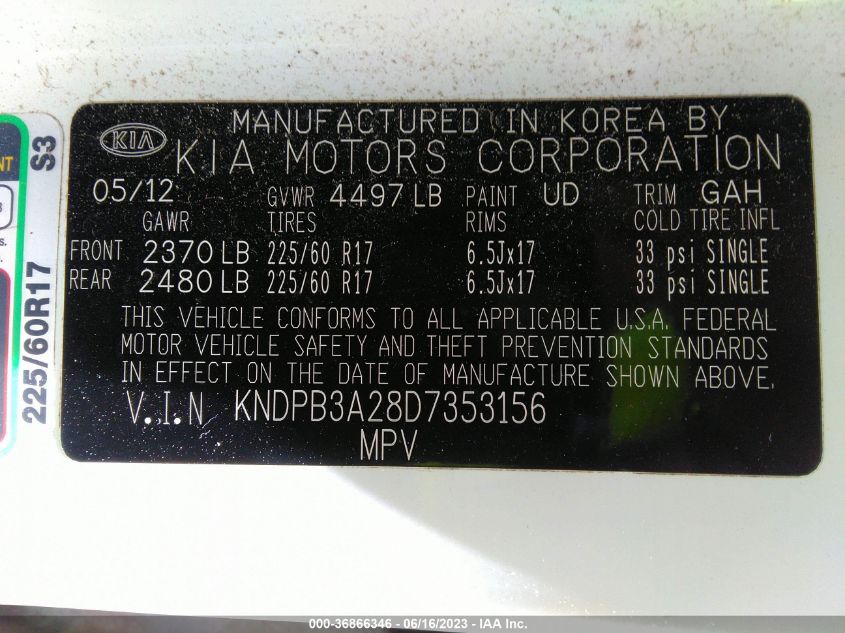 MANUFACTURED IN KOREA BY
KIA KIA MOTORS CORPORATION
05/12 GVWR 4497 LB PAINT UD TRIM GAH
GAWR TIRES RIMS COLD TIRE INFL
FRONT 2370 LB 225/60 R17 6.5Jx17 33 psi SINGLE
REAR 2480 LB 225/60 R17 6.5Jx17 33 psi SINGLE
THIS VEHICLE CONFORMS TO ALL APPLICABLE U.S.A. FEDERAL
MOTOR VEHICLE SAFETY AND THEFT PREVENTION STANDARDS
IN EFFECT ON THE DATE OF MANUFACTURE SHOWN ABOVE.
V.I.N KNDPB3A28D7353156
MPV
225/60R17 S3
000-36866346 - 06/16/2023 - IAA Inc.